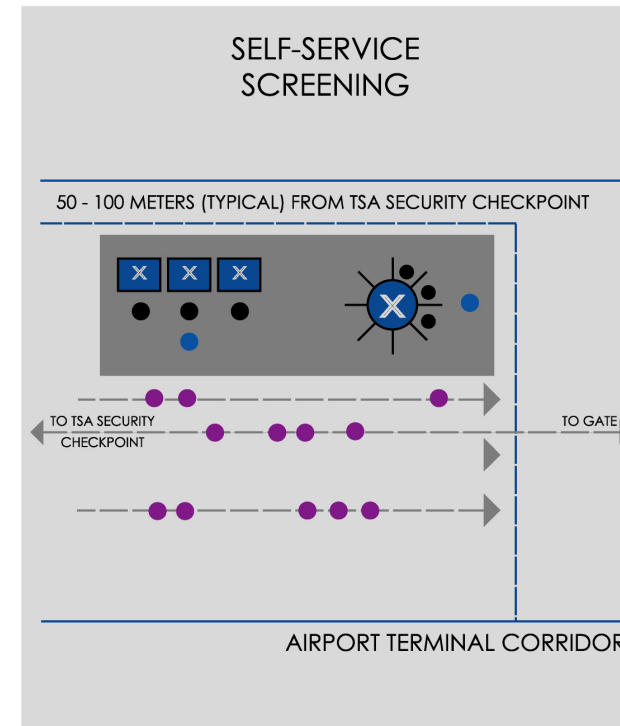 SELF-SERVICE
SCREENING
50 - 100 METERS (TYPICAL) FROM TSA SECURITY CHECKPOINT
X X X
X
TO TSA SECURITY
CHECKPOINT
TO GATE
AIRPORT TERMINAL CORRIDOR